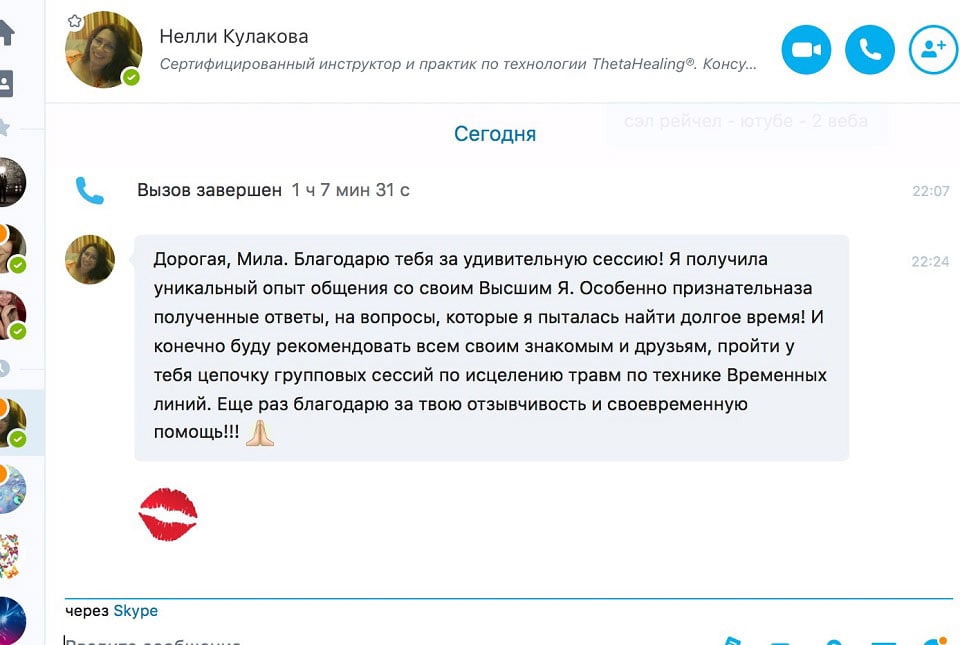 Нелли Кулакова
Сертифицированный инструктор и практик по технологии ThetaHealing®. Консу...
сэл рейчел - ютубе - 2 веба
Сегодня
Вызов завершен 1 ч 7 мин 31 с 22:07
Дорогая, Мила. Благодарю тебя за удивительную сессию! Я получила 22:24
уникальный опыт общения со своим Высшим Я. Особенно признательназа
полученные ответы, на вопросы, которые я пыталась найти долгое время! И
конечно буду рекомендовать всем своим знакомым и друзьям, пройти у
тебя цепочку групповых сессий по исцелению травм по технике Временных
линий. Еще раз благодарю за твою отзывчивость и своевременную
помощь!!! 🙏🏻
через Skype
Введите сообщение